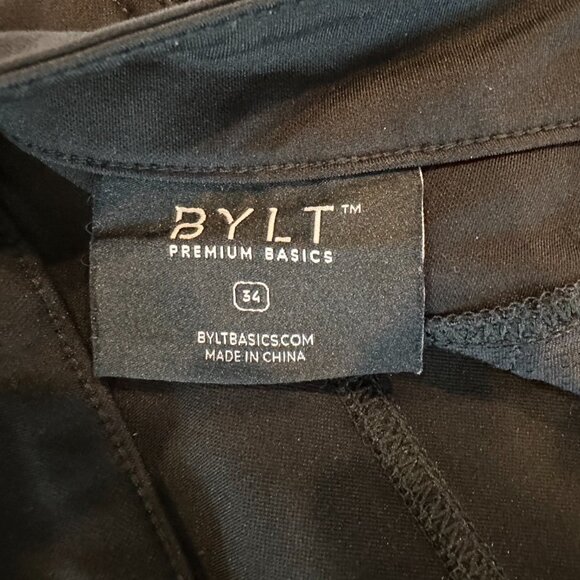 BYLT™
PREMIUM BASICS
34
BYLTBASICS.COM
MADE IN CHINA